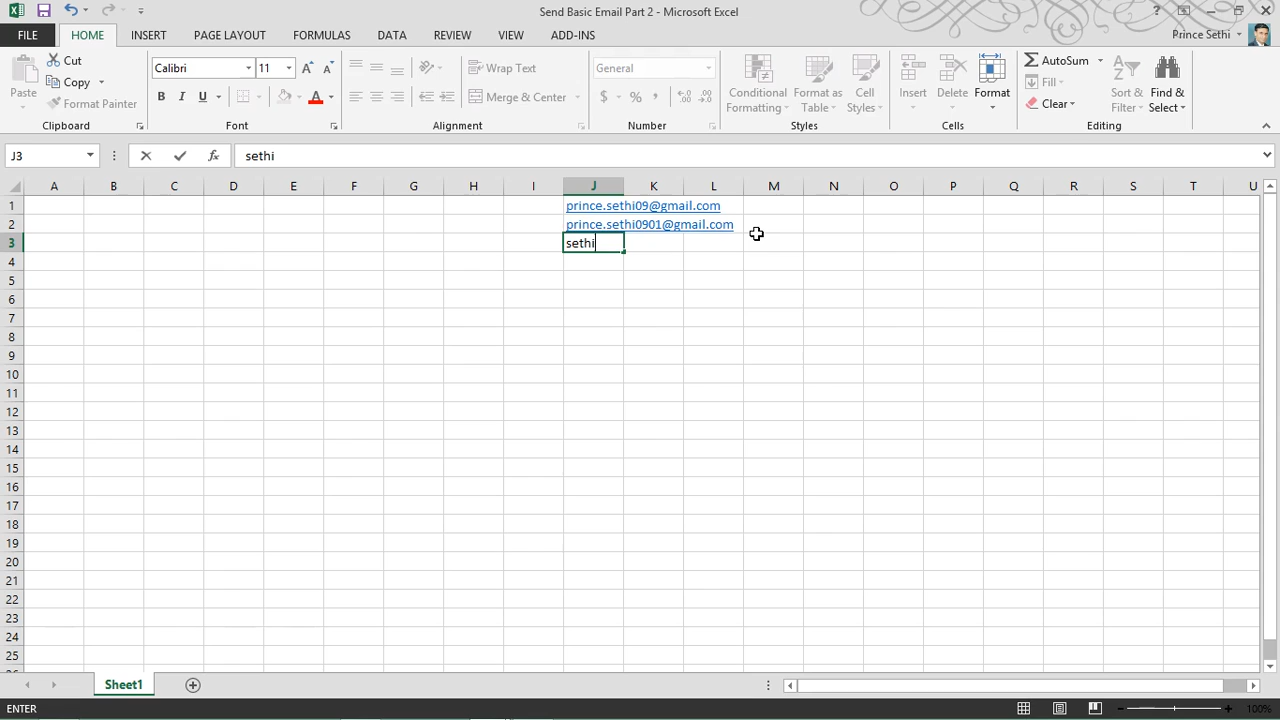 Send Basic Email Part 2 - Microsoft Excel
FILE HOME INSERT PAGE LAYOUT FORMULAS DATA REVIEW VIEW ADD-INS Prince Sethi
Paste
Cut
Copy
Format Painter
Clipboard
Calibri 11
B I U A
Font
Wrap Text
Merge & Center
Alignment
General
$ % ,
Number
Conditional
Formatting
Format as
Table
Cell
Styles
Styles
Insert
Delete
Format
Cells
AutoSum
Fill
Clear
Sort &
Filter
Find &
Select
Editing
J3 fx sethi
A B C D E F G H I J K L M N O P Q R S T U
1 prince.sethi09@gmail.com
2 prince.sethi0901@gmail.com
3 sethi
4
5
6
7
8
9
10
11
12
13
14
15
16
17
18
19
20
21
22
23
24
25
Sheet1
ENTER 100%